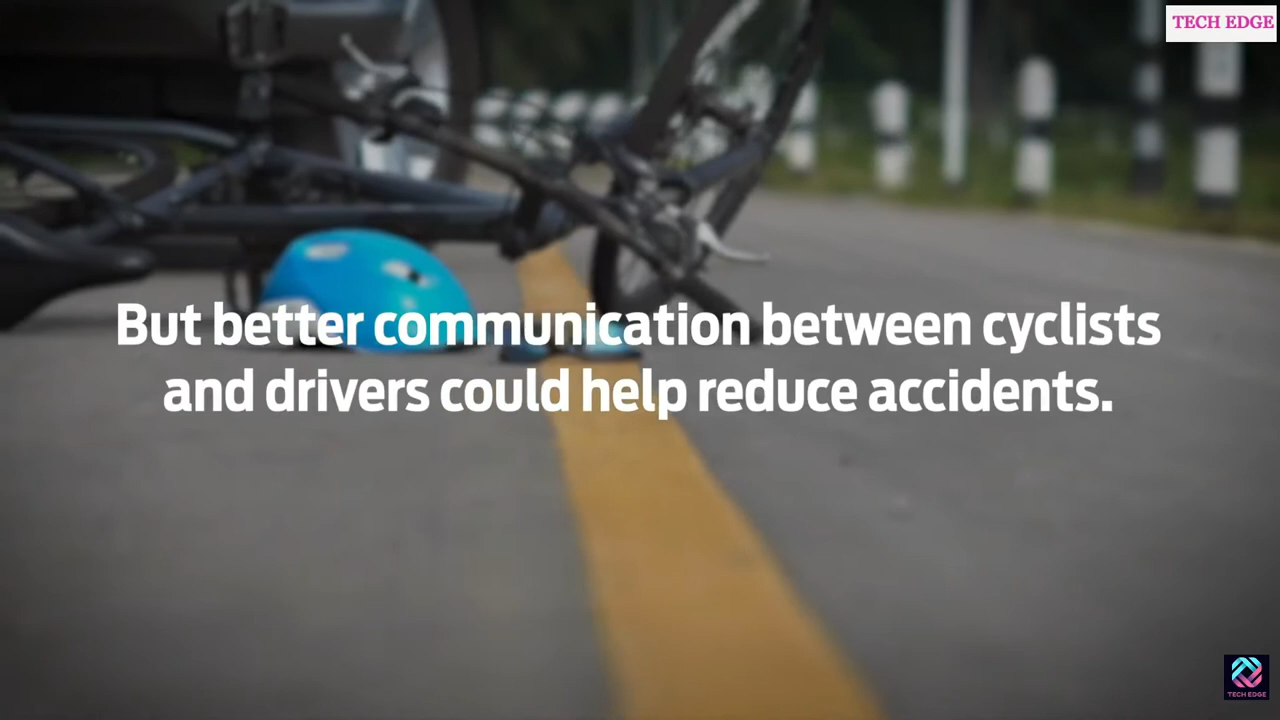 TECH EDGE
But better communication between cyclists
and drivers could help reduce accidents.
TECH EDGE